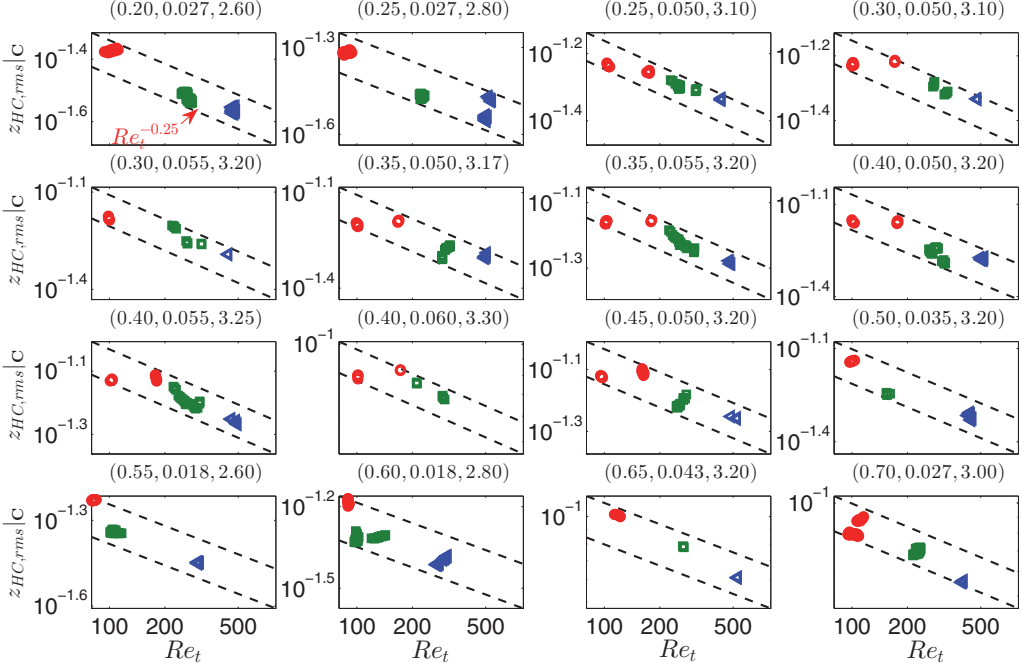 (0.20, 0.027, 2.60) (0.25, 0.027, 2.80) (0.25, 0.050, 3.10) (0.30, 0.050, 3.10)
z_{HC,rms}|C 10^{-1.4} 10^{-1.6} Re_t^{-0.25} 10^{-1.3} 10^{-1.6} 10^{-1.2} 10^{-1.4} 10^{-1.2} 10^{-1.5}
(0.30, 0.055, 3.20) (0.35, 0.050, 3.17) (0.35, 0.055, 3.20) (0.40, 0.050, 3.20)
z_{HC,rms}|C 10^{-1.1} 10^{-1.4} 10^{-1.1} 10^{-1.4} 10^{-1.1} 10^{-1.3} 10^{-1.1} 10^{-1.4}
(0.40, 0.055, 3.25) (0.40, 0.060, 3.30) (0.45, 0.050, 3.20) (0.50, 0.035, 3.20)
z_{HC,rms}|C 10^{-1.1} 10^{-1.3} 10^{-1} 10^{-1.1} 10^{-1.3} 10^{-1.1} 10^{-1.4}
(0.55, 0.018, 2.60) (0.60, 0.018, 2.80) (0.65, 0.043, 3.20) (0.70, 0.027, 3.00)
z_{HC,rms}|C 10^{-1.3} 10^{-1.6} 10^{-1.2} 10^{-1.5} 10^{-1} 10^{-1}
100 200 500 100 200 500 100 200 500 100 200 500
Re_t Re_t Re_t Re_t